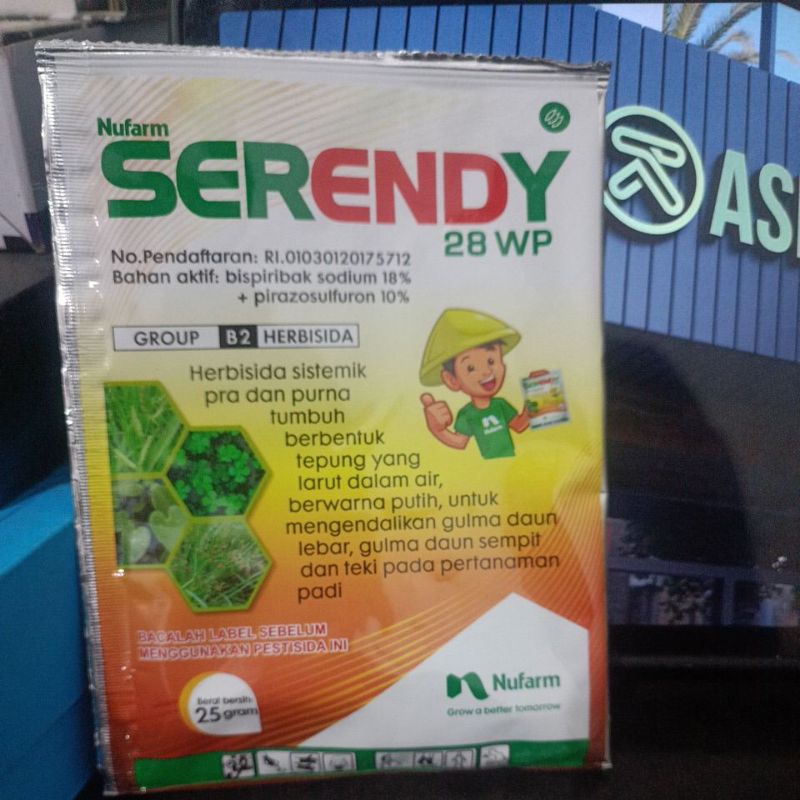 Nufarm
SERENDY
28 WP
No.Pendaftaran: RI.01030120175712
Bahan aktif: bispiribak sodium 18%
+ pirazosulfuron 10%
GROUP B2 HERBISIDA
Herbisida sistemik
pra dan purna
tumbuh
berbentuk
tepung yang
larut dalam air,
berwarna putih, untuk
mengendalikan gulma daun
lebar, gulma daun sempit
dan teki pada pertanaman
padi
BACALAH LABEL SEBELUM
MENGGUNAKAN PESTISIDA INI
Berat bersih:
25 gram
Nufarm
Grow a better tomorrow
Nufarm
SERENDY